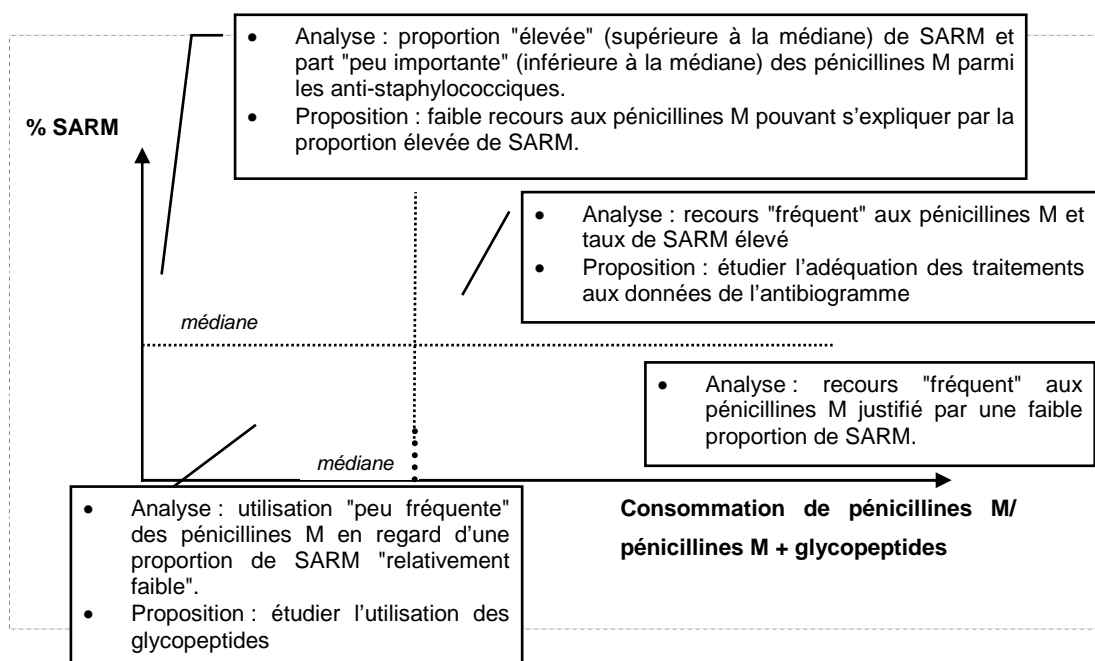 • Analyse : proportion "élevée" (supérieure à la médiane) de SARM et
part "peu importante" (inférieure à la médiane) des pénicillines M parmi
les anti-staphylococciques.
• Proposition : faible recours aux pénicillines M pouvant s'expliquer par la
proportion élevée de SARM.
% SARM
• Analyse : recours "fréquent" aux pénicillines M et
taux de SARM élevé
• Proposition : étudier l'adéquation des traitements
aux données de l'antibiogramme
médiane
• Analyse : recours "fréquent" aux
pénicillines M justifié par une faible
proportion de SARM.
médiane
• Analyse : utilisation "peu fréquente"
des pénicillines M en regard d'une
proportion de SARM "relativement
faible".
• Proposition : étudier l'utilisation des
glycopeptides
Consommation de pénicillines M/
pénicillines M + glycopeptides